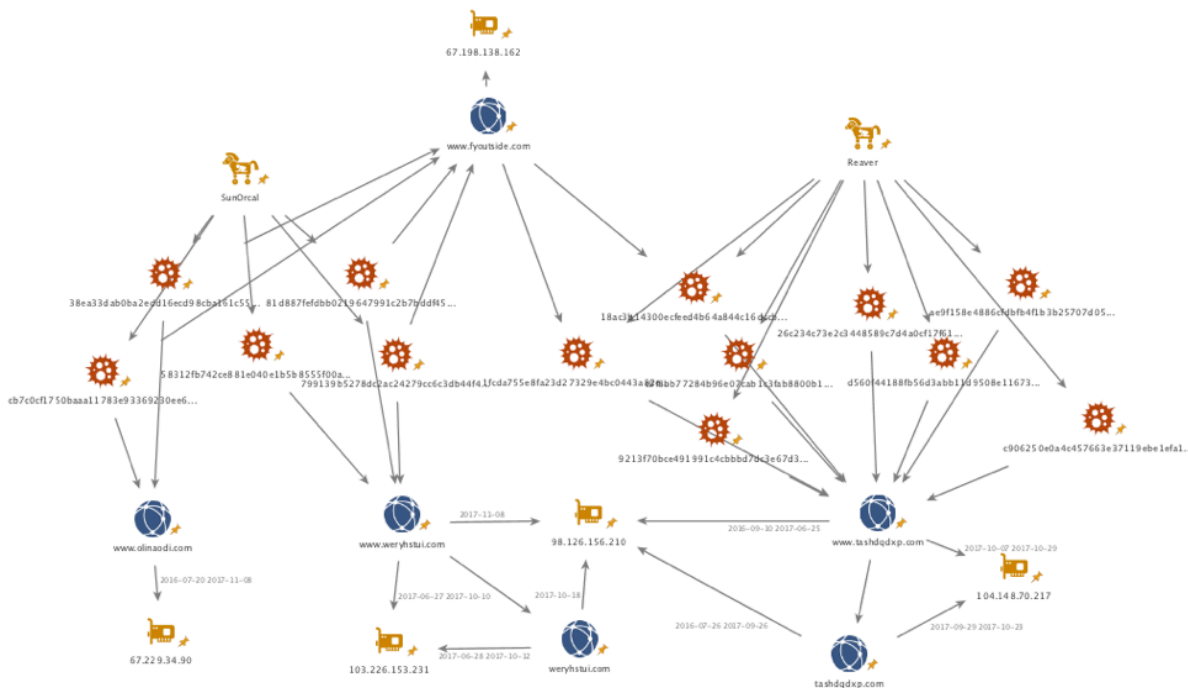 67.198.138.162
www.fyoutside.com
Reaver
SunOrcal
38ea33dab0ba2edd16ecd98cba161c55...
81d887fefdbb0219647991c2b7bddf45...
ae9f158e4886cfdbfb4f1b3b25707d05...
26c234c73e2c3448589c7d4a0cf17f61...
58312fb742ce881e040e1b5b8555f00a...
d560f44188fb56d3abb11d9508e11673...
cb7c0cf1750baaa11783e93369230ee6...
9213f70bce491991c4cbbbd7dc3e67d3...
c906250e0a4c457663e37119ebe1efa1...
www.olinaodi.com
www.weryhstui.com
2017-11-08
98.126.156.210
2016-09-10 2017-06-25
www.tashdqdxp.com
2017-10-07 2017-10-29
2016-07-20 2017-11-08
2017-06-27 2017-10-10
2017-10-18
104.148.70.217
2016-07-26 2017-09-26
2017-09-29 2017-10-23
67.229.34.90
103.226.153.231
2017-06-28 2017-10-12
weryhstui.com
tashdqdxp.com